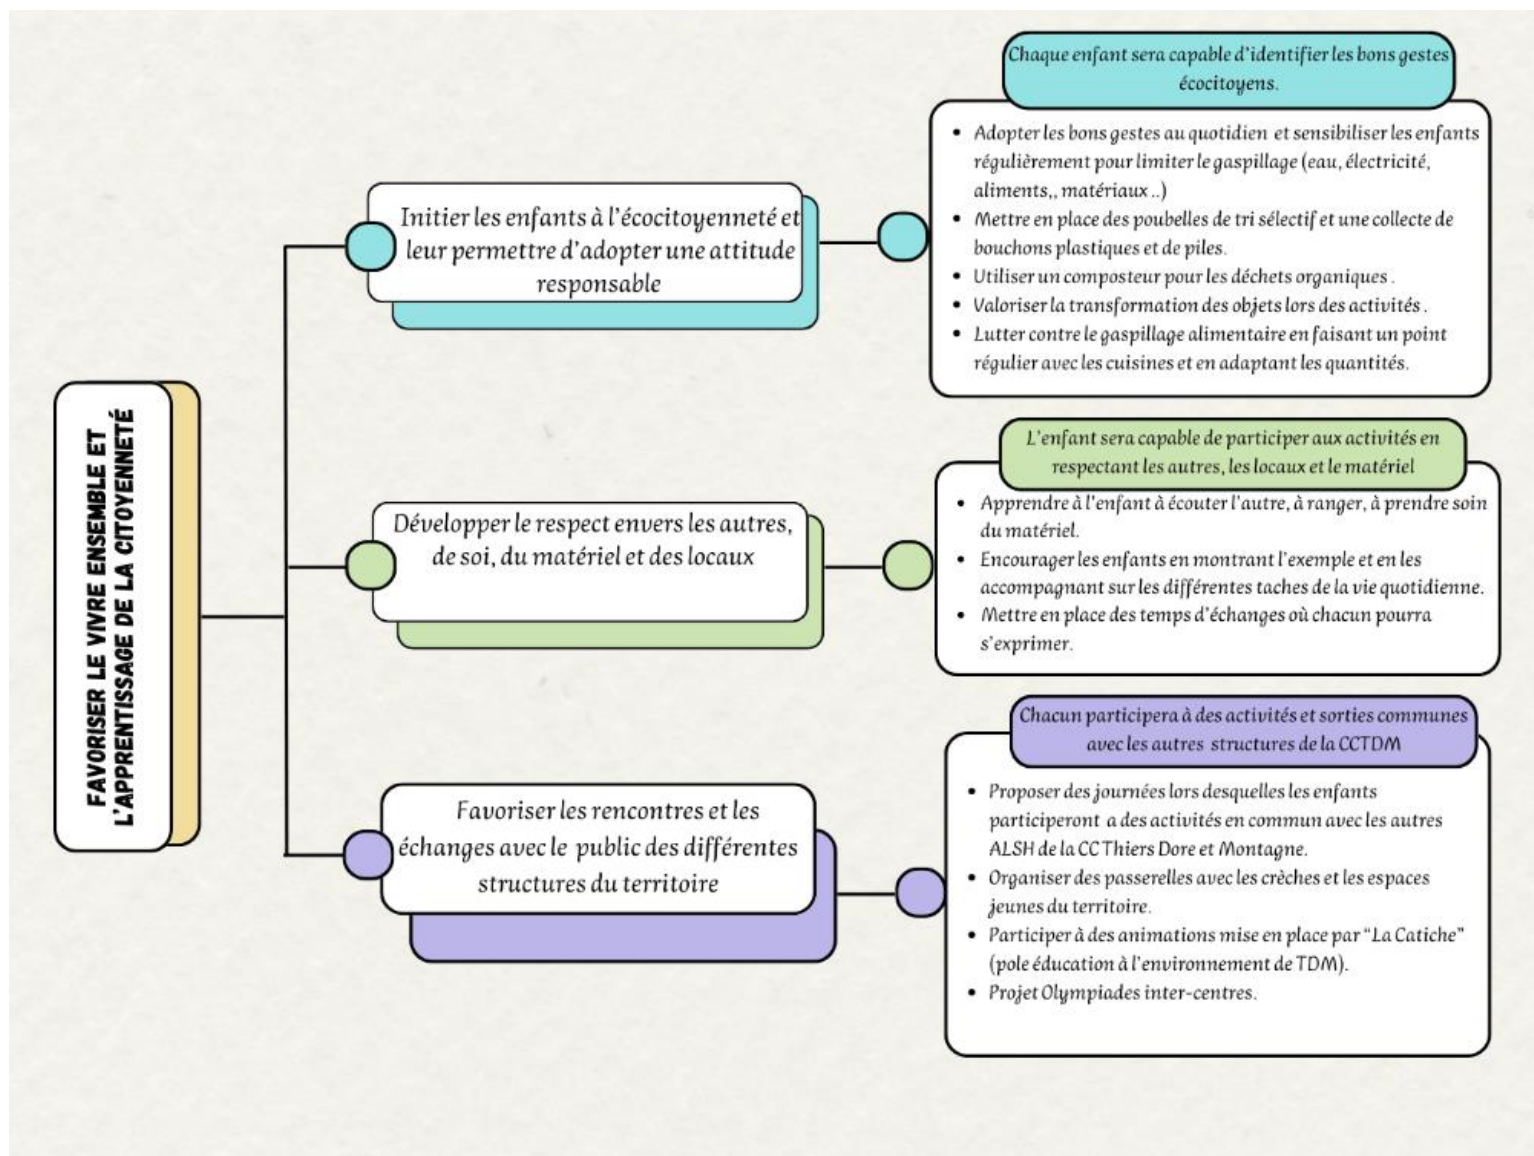 FAVORISER LE VIVRE ENSEMBLE ET
L'APPRENTISSAGE DE LA CITOYENNETÉ
Initier les enfants à l'écocitoyenneté et
leur permettre d'adopter une attitude
responsable
Chaque enfant sera capable d'identifier les bons gestes
écocitoyens.
• Adopter les bons gestes au quotidien et sensibiliser les enfants
régulièrement pour limiter le gaspillage (eau, électricité,
aliments,, matériaux ..)
• Mettre en place des poubelles de tri sélectif et une collecte de
bouchons plastiques et de piles.
• Utiliser un composteur pour les déchets organiques .
• Valoriser la transformation des objets lors des activités .
• Lutter contre le gaspillage alimentaire en faisant un point
régulier avec les cuisines et en adaptant les quantités.
Développer le respect envers les autres,
de soi, du matériel et des locaux
L'enfant sera capable de participer aux activités en
respectant les autres, les locaux et le matériel
• Apprendre à l'enfant à écouter l'autre, à ranger, à prendre soin
du matériel.
• Encourager les enfants en montrant l'exemple et en les
accompagnant sur les différentes taches de la vie quotidienne.
• Mettre en place des temps d'échanges où chacun pourra
s'exprimer.
Favoriser les rencontres et les
échanges avec le public des différentes
structures du territoire
Chacun participera à des activités et sorties communes
avec les autres structures de la CCTDM
• Proposer des journées lors desquelles les enfants
participeront a des activités en commun avec les autres
ALSH de la CC Thiers Dore et Montagne.
• Organiser des passerelles avec les crèches et les espaces
jeunes du territoire.
• Participer à des animations mise en place par "La Catiche"
(pole éducation à l'environnement de TDM).
• Projet Olympiades inter-centres.